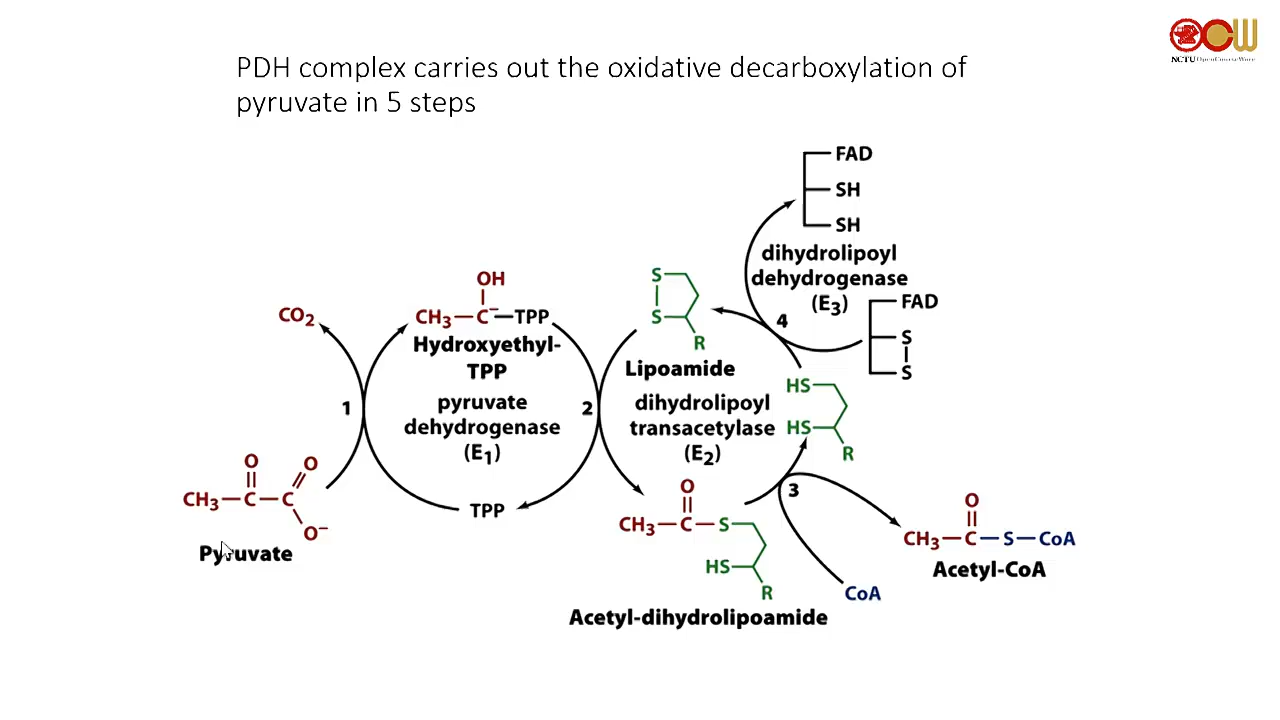 NCTU OpenCourseWare
PDH complex carries out the oxidative decarboxylation of
pyruvate in 5 steps
FAD
SH
SH
dihydrolipoyl
dehydrogenase
(E3)
FAD
S
S
4
OH
CH3—C−—TPP
Hydroxyethyl-
TPP
pyruvate
dehydrogenase
(E1)
CO2
1
2
S
S
R
Lipoamide
dihydrolipoyl
transacetylase
(E2)
HS
HS
R
O O
CH3—C—C
O−
Pyruvate
TPP
O
CH3—C—S
HS
R
Acetyl-dihydrolipoamide
3
CoA
O
CH3—C—S—CoA
Acetyl-CoA